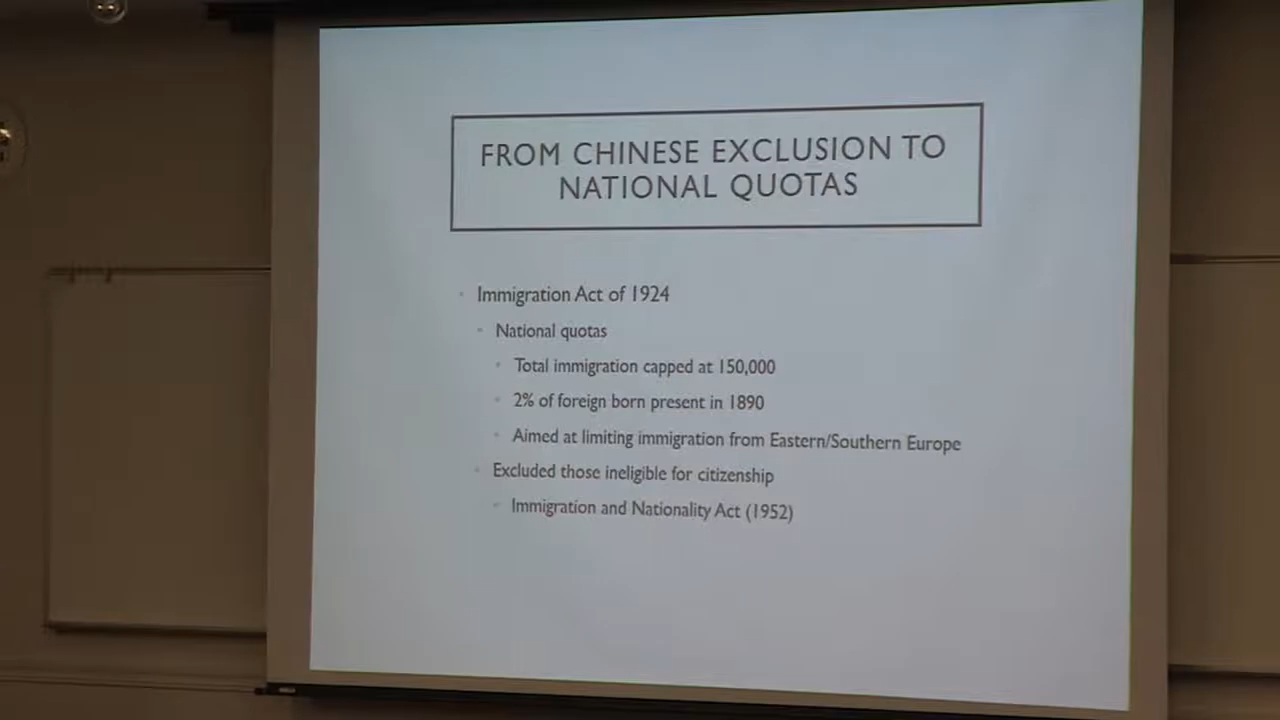 FROM CHINESE EXCLUSION TO
NATIONAL QUOTAS
Immigration Act of 1924
National quotas
Total immigration capped at 150,000
2% of foreign born present in 1890
Aimed at limiting immigration from Eastern/Southern Europe
Excluded those ineligible for citizenship
Immigration and Nationality Act (1952)